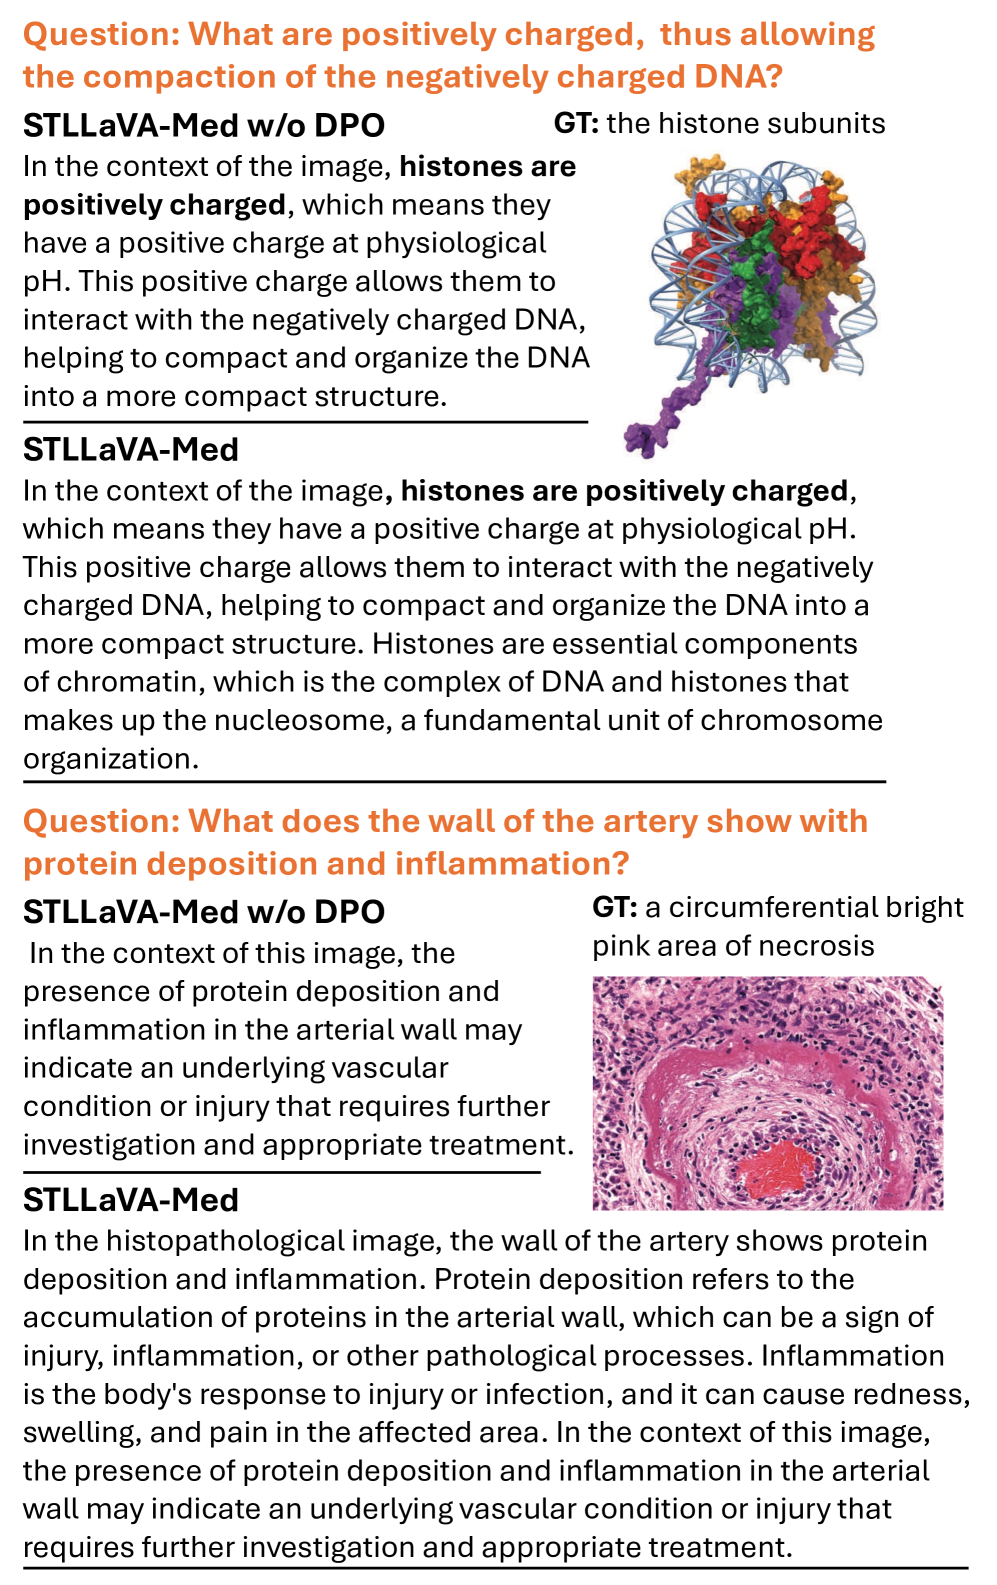 Question: What are positively charged,  thus allowing
the compaction of the negatively charged DNA?
STLLaVA-Med w/o DPO
GT: the histone subunits
In the context of the image, histones are
positively charged, which means they
have a positive charge at physiological
pH. This positive charge allows them to
interact with the negatively charged DNA,
helping to compact and organize the DNA
into a more compact structure.
STLLaVA-Med
In the context of the image, histones are positively charged,
which means they have a positive charge at physiological pH.
This positive charge allows them to interact with the negatively
charged DNA, helping to compact and organize the DNA into a
more compact structure. Histones are essential components
of chromatin, which is the complex of DNA and histones that
makes up the nucleosome, a fundamental unit of chromosome
organization.
Question: What does the wall of the artery show with
protein deposition and inflammation?
STLLaVA-Med w/o DPO
GT: a circumferential bright
pink area of necrosis
In the context of this image, the
presence of protein deposition and
inflammation in the arterial wall may
indicate an underlying vascular
condition or injury that requires further
investigation and appropriate treatment.
STLLaVA-Med
In the histopathological image, the wall of the artery shows protein
deposition and inflammation. Protein deposition refers to the
accumulation of proteins in the arterial wall, which can be a sign of
injury, inflammation, or other pathological processes. Inflammation
is the body's response to injury or infection, and it can cause redness,
swelling, and pain in the affected area. In the context of this image,
the presence of protein deposition and inflammation in the arterial
wall may indicate an underlying vascular condition or injury that
requires further investigation and appropriate treatment.